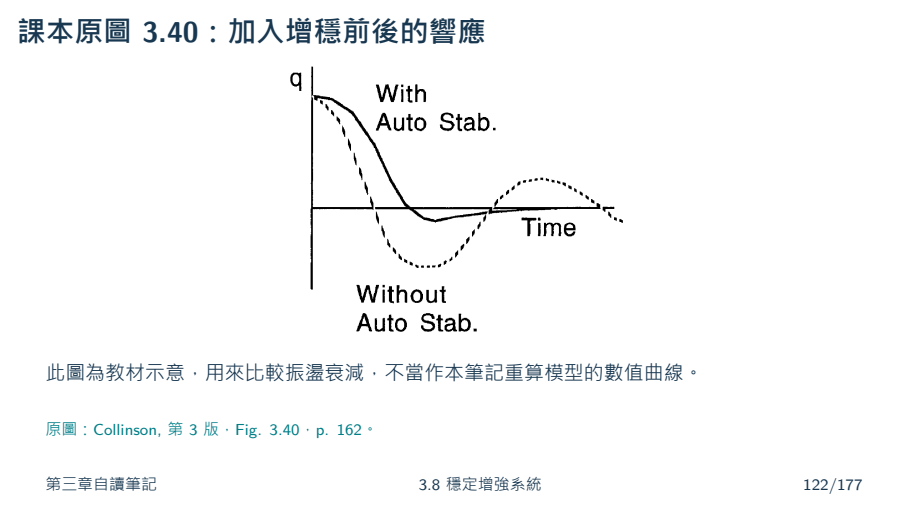 課本原圖 3.40：加入增穩前後的響應
q
With
Auto Stab.
Time
Without
Auto Stab.
此圖為教材示意，用來比較振盪衰減，不當作本筆記重算模型的數值曲線。
原圖：Collinson, 第 3 版，Fig. 3.40，p. 162。
第三章自讀筆記
3.8 穩定增強系統
122/177